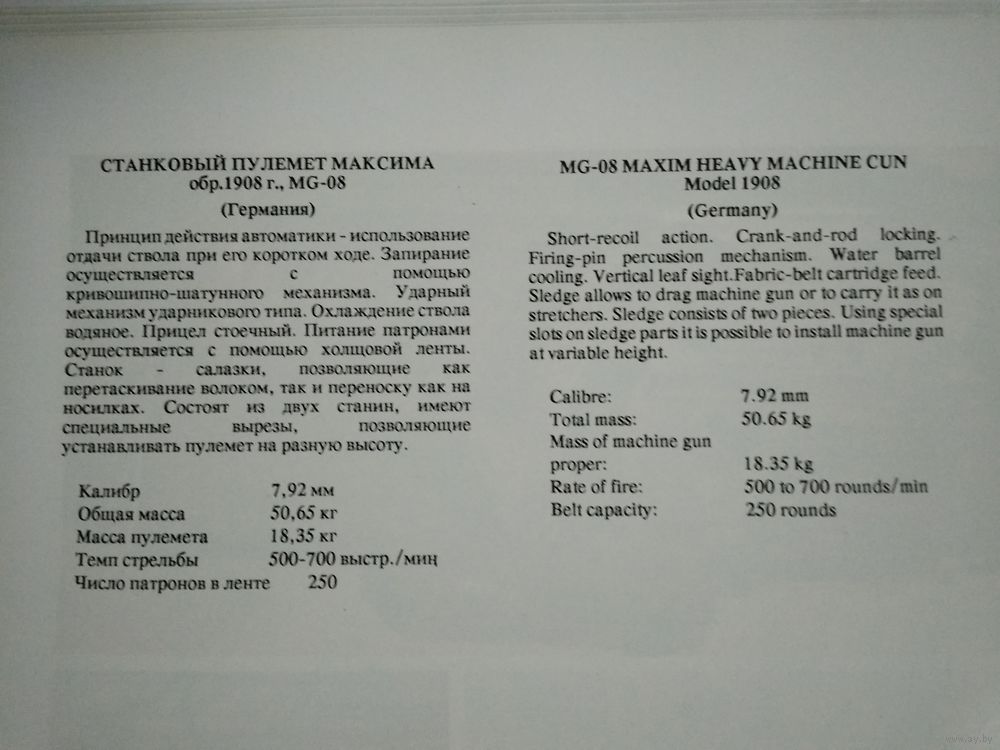 СТАНКОВЫЙ ПУЛЕМЕТ МАКСИМА
обр.1908 г., MG-08
(Германия)
Принцип действия автоматики - использование
отдачи ствола при его коротком ходе. Запирание
осуществляется с помощью
кривошипно-шатунного механизма. Ударный
механизм ударникового типа. Охлаждение ствола
водяное. Прицел стоечный. Питание патронами
осуществляется с помощью холщовой ленты.
Станок - салазки, позволяющие как
перетаскивание волоком, так и переноску как на
носилках. Состоят из двух станин, имеют
специальные вырезы, позволяющие
устанавливать пулемет на разную высоту.
Калибр 7,92 мм
Общая масса 50,65 кг
Масса пулемета 18,35 кг
Темп стрельбы 500-700 выстр./мин
Число патронов в ленте 250
MG-08 MAXIM HEAVY MACHINE CUN
Model 1908
(Germany)
Short-recoil action. Crank-and-rod locking.
Firing-pin percussion mechanism. Water barrel
cooling. Vertical leaf sight.Fabric-belt cartridge feed.
Sledge allows to drag machine gun or to carry it as on
stretchers. Sledge consists of two pieces. Using special
slots on sledge parts it is possible to install machine gun
at variable height.
Calibre: 7.92 mm
Total mass: 50.65 kg
Mass of machine gun
proper: 18.35 kg
Rate of fire: 500 to 700 rounds/min
Belt capacity: 250 rounds
www.ay.by